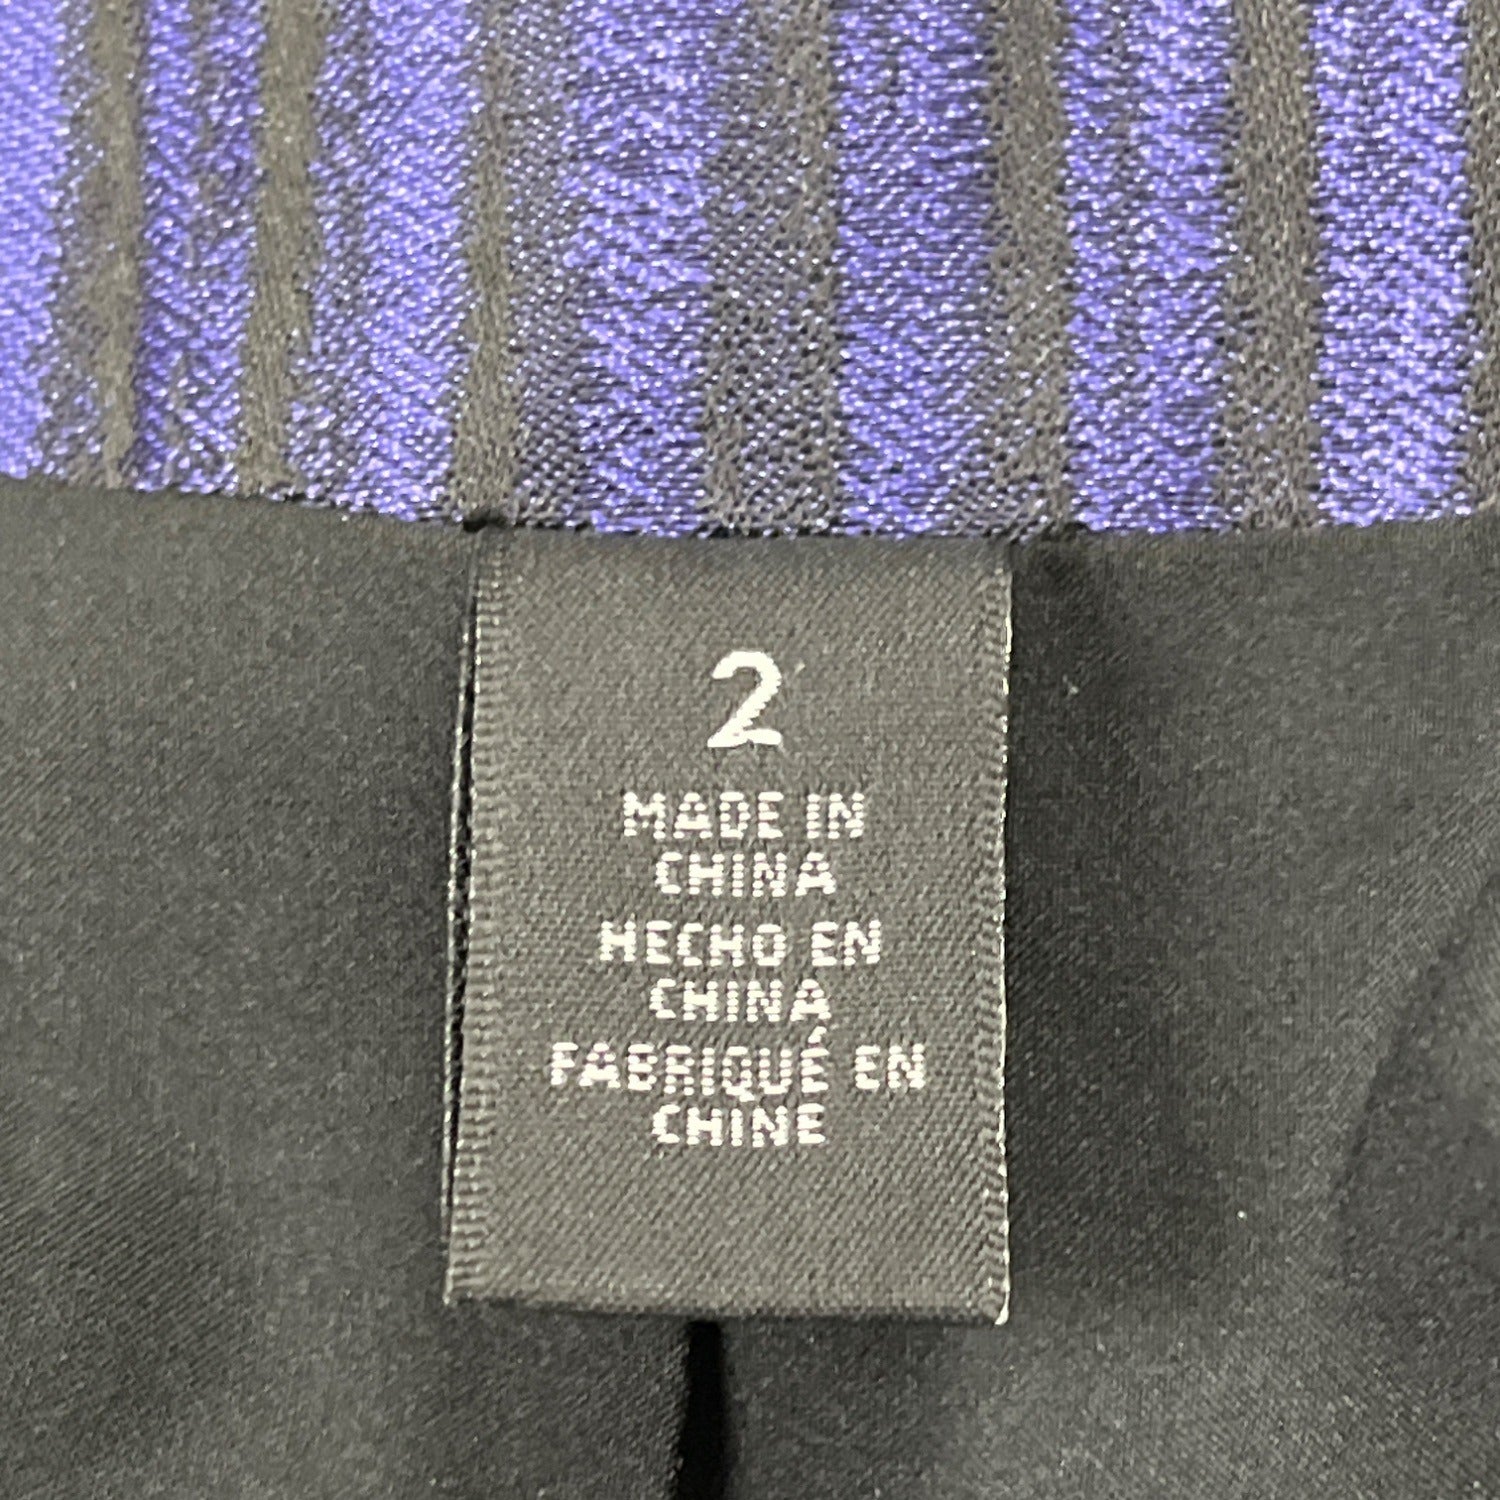 2
MADE IN
CHINA
HECHO EN
CHINA
FABRIQUÉ EN
CHINE